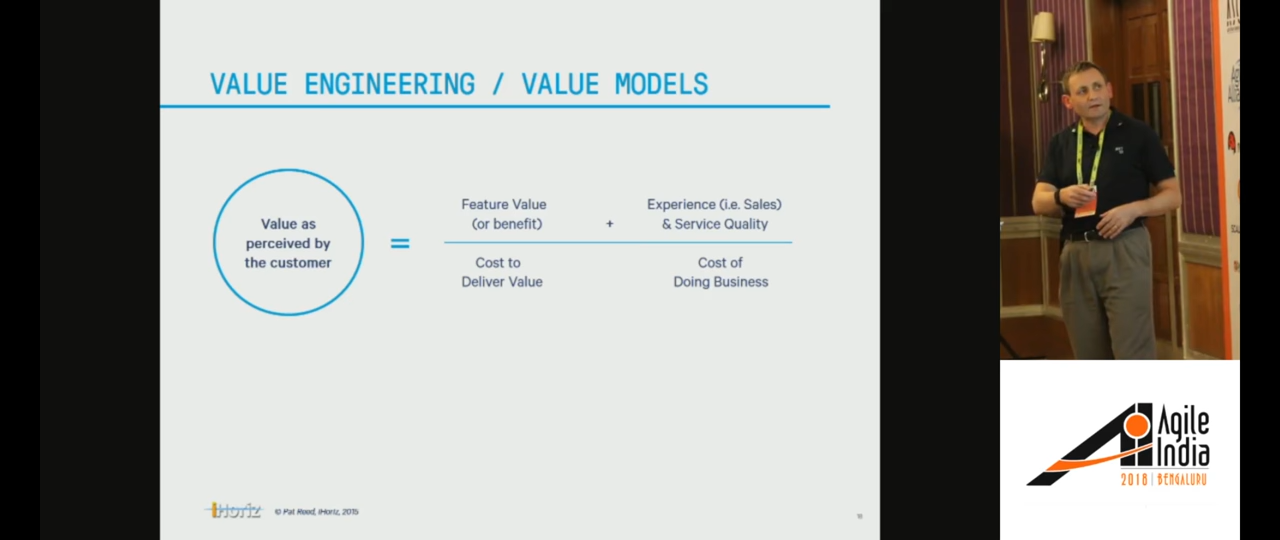 VALUE ENGINEERING / VALUE MODELS
Value as
perceived by
the customer
=
Feature Value
(or benefit)
+
Experience (i.e. Sales)
& Service Quality
Cost to
Deliver Value
Cost of
Doing Business
iHoriz
© Pat Reed, iHoriz, 2015
Agile
India
2018 | BENGALURU